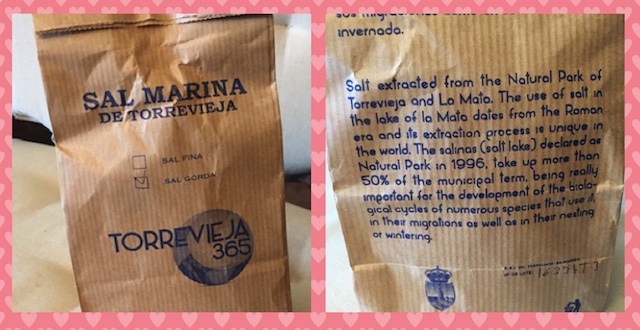 SAL MARINA
DE TORREVIEJA
SAL FINA
SAL GORDA
TORREVIEJA
365
invernada.
Salt extracted from the Natural Park of
Torrevieja and La Mata. The use of salt in
the lake of la Mata dates from the Roman
era and its extraction process is unique in
the world. The salinas (salt lake) declared as
Natural Park in 1996, take up more than
50% of the municipal term, being really
important for the development of the biolo-
gical cycles of numerous species that use it,
in their migrations as well as in their nesting
or wintering.